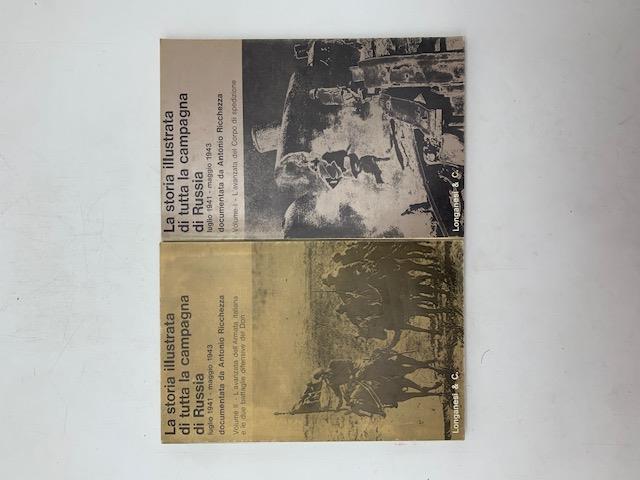 La storia illustrata
di tutta la campagna
di Russia
luglio 1941 - maggio 1943
documentata da Antonio Ricchezza
Volume I - L'avanzata del Corpo di spedizione
Longanesi & C.
La storia illustrata
di tutta la campagna
di Russia
luglio 1941 - maggio 1943
documentata da Antonio Ricchezza
Volume II - L'avanzata dell'Armata italiana
e le due battaglie difensive del Don
Longanesi & C.